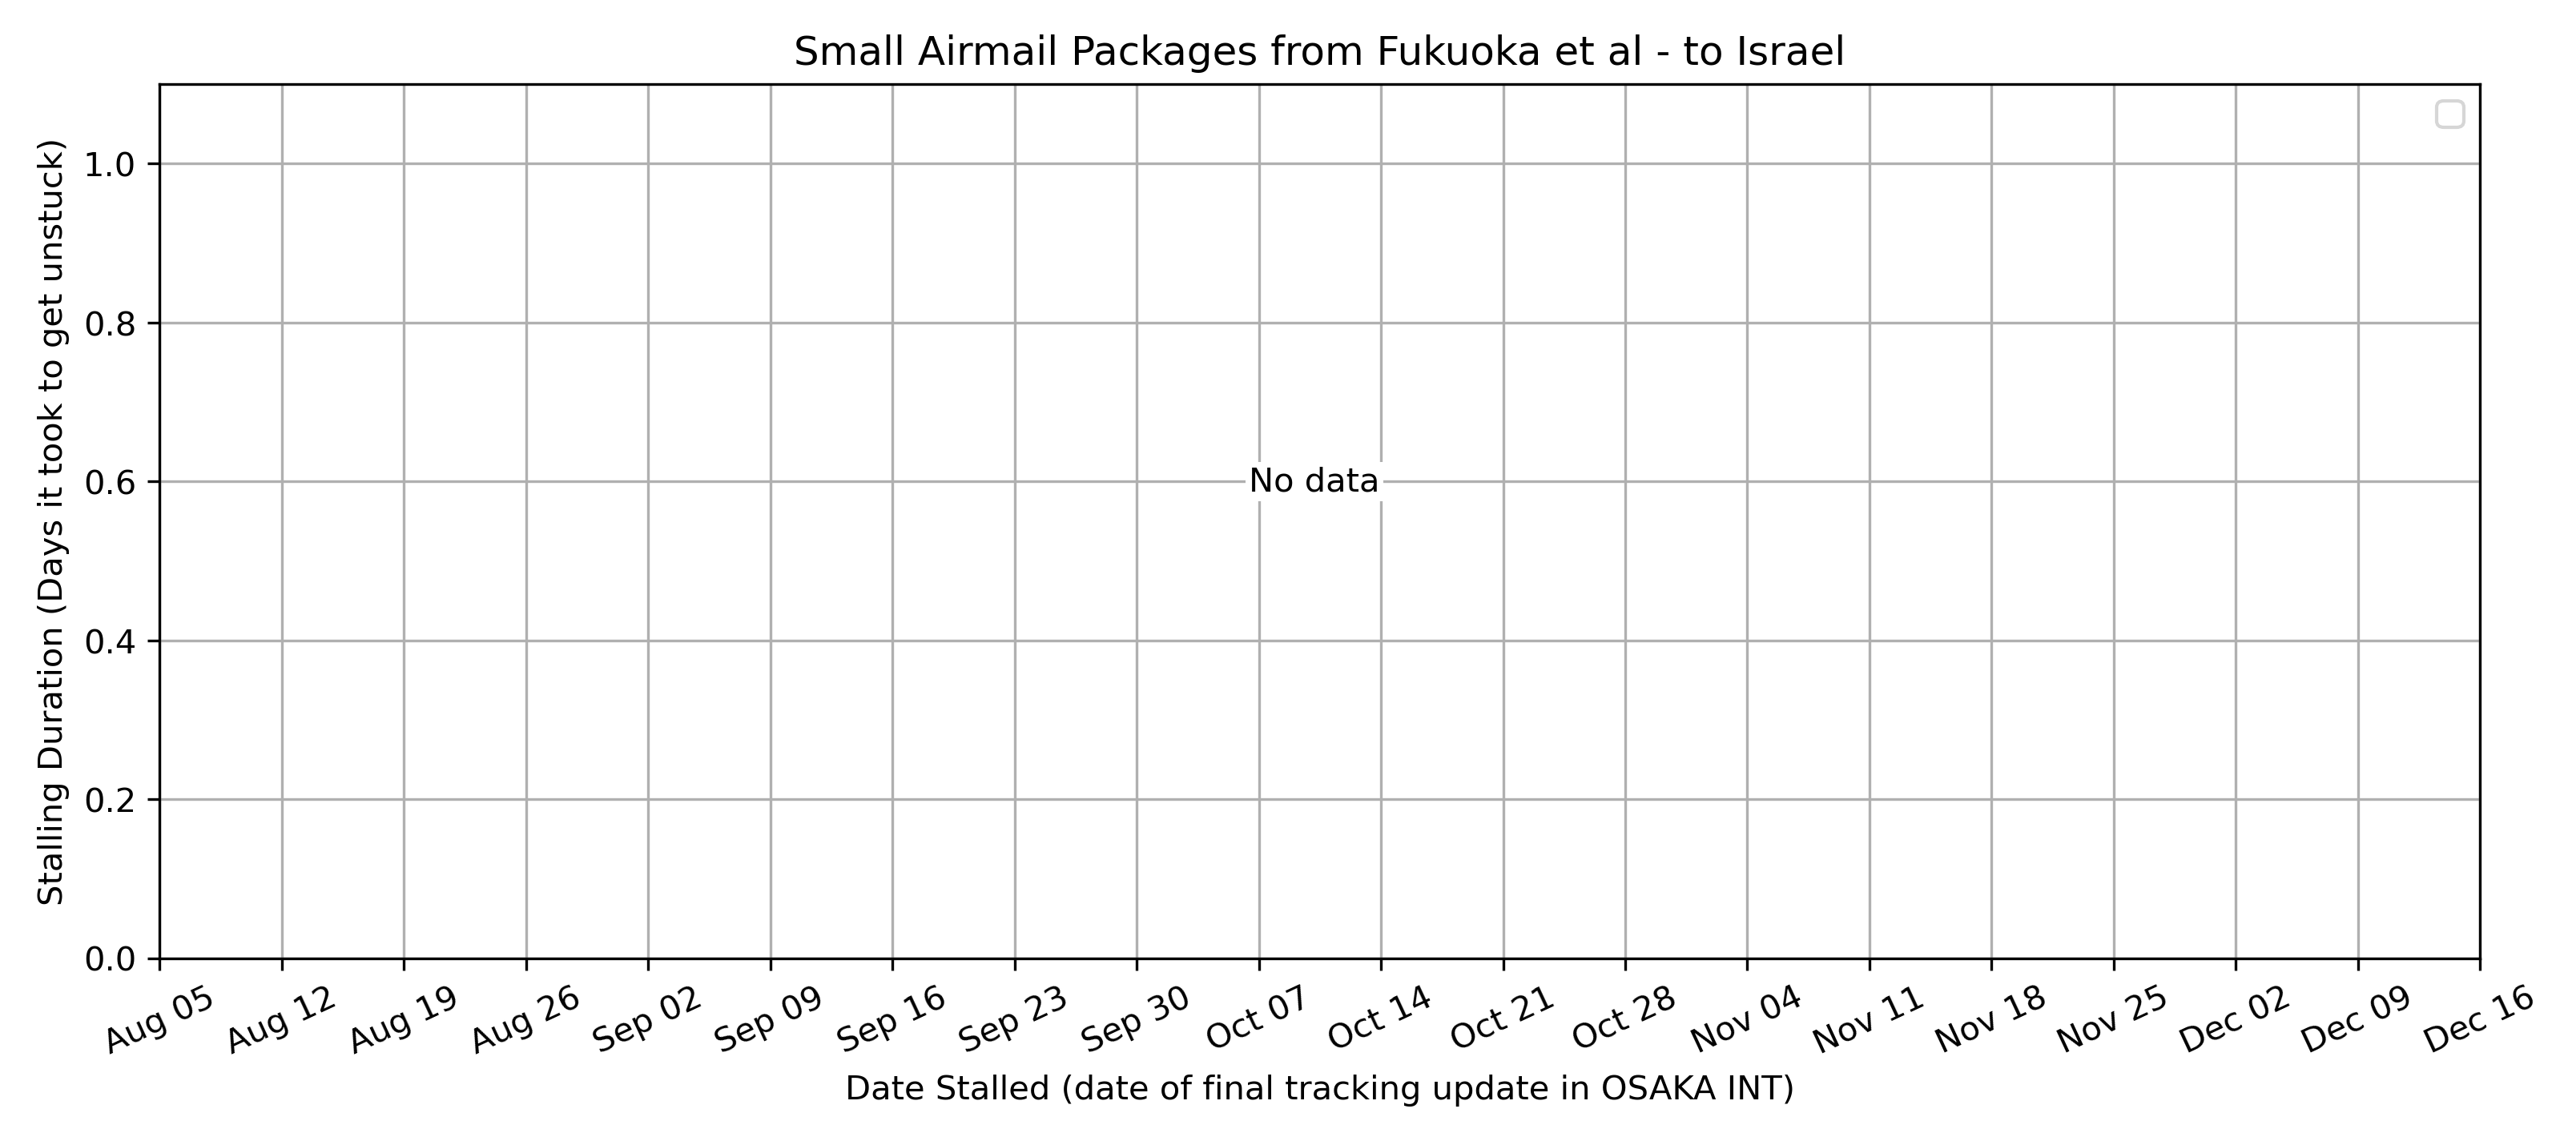 Small Airmail Packages from Fukuoka et al - to Israel
Stalling Duration (Days it took to get unstuck)
1.0
0.8
0.6
0.4
0.2
0.0
No data
Aug 05
Aug 12
Aug 19
Aug 26
Sep 02
Sep 09
Sep 16
Sep 23
Sep 30
Oct 07
Oct 14
Oct 21
Oct 28
Nov 04
Nov 11
Nov 18
Nov 25
Dec 02
Dec 09
Dec 16
Date Stalled (date of final tracking update in OSAKA INT)